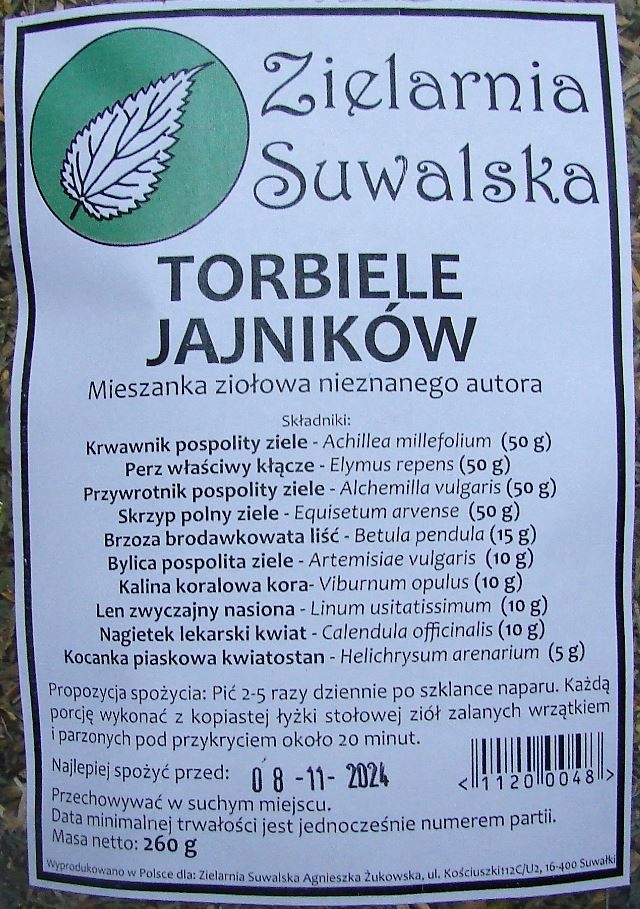 Zielarnia
Suwalska
TORBIELE
JAJNIKÓW
Mieszanka ziołowa nieznanego autora
Składniki:
Krwawnik pospolity ziele - Achillea millefolium (50 g)
Perz właściwy kłącze - Elymus repens (50 g)
Przywrotnik pospolity ziele - Alchemilla vulgaris (50 g)
Skrzyp polny ziele - Equisetum arvense (50 g)
Brzoza brodawkowata liść - Betula pendula (15 g)
Bylica pospolita ziele - Artemisiae vulgaris (10 g)
Kalina koralowa kora- Viburnum opulus (10 g)
Len zwyczajny nasiona - Linum usitatissimum (10 g)
Nagietek lekarski kwiat - Calendula officinalis (10 g)
Kocanka piaskowa kwiatostan - Helichrysum arenarium (5 g)
Propozycja spożycia: Pić 2-5 razy dziennie po szklance naparu. Każdą
porcję wykonać z kopiastej łyżki stołowej ziół zalanych wrzątkiem
i parzonych pod przykryciem około 20 minut.
Najlepiej spożyć przed: 08-11-2024
<11200048>
Przechowywać w suchym miejscu.
Data minimalnej trwałości jest jednocześnie numerem partii.
Masa netto: 260 g
Wyprodukowano w Polsce dla: Zielarnia Suwalska Agnieszka Żukowska, ul. Kościuszki112C/U2, 16-400 Suwałki